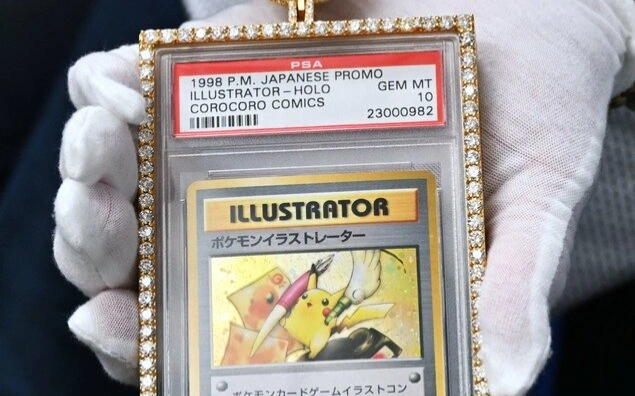 PSA
1998 P.M. JAPANESE PROMO
ILLUSTRATOR-HOLO GEM MT
COROCORO COMICS 10
23000982
ILLUSTRATOR
ポケモンイラストレーター
ポケモンカードゲームイラストコン